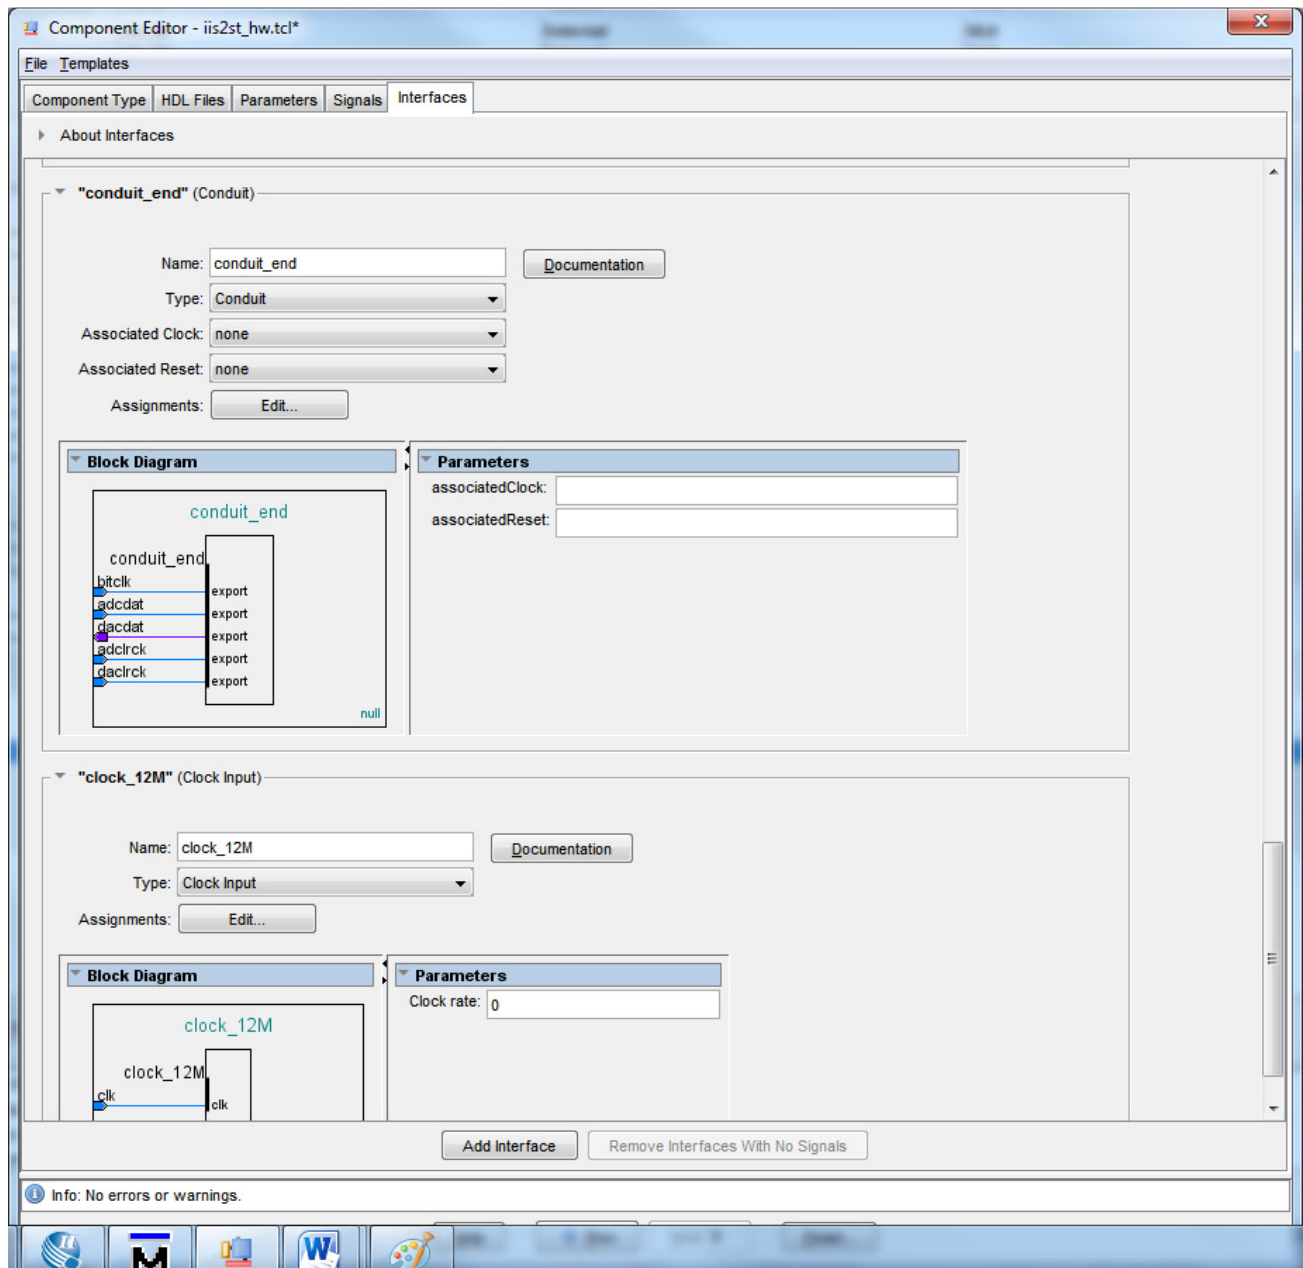 Component Editor - iis2st_hw.tcl*
File Templates
Component Type HDL Files Parameters Signals Interfaces
About Interfaces
"conduit_end" (Conduit)
Name: conduit_end Documentation
Type: Conduit
Associated Clock: none
Associated Reset: none
Assignments: Edit...
Block Diagram Parameters
associatedClock:
associatedReset:
conduit_end
conduit_end
bitclk
export
adcdat
export
dacdat
export
adclrck
export
daclrck
export
null
"clock_12M" (Clock Input)
Name: clock_12M Documentation
Type: Clock Input
Assignments: Edit...
Block Diagram Parameters
Clock rate: 0
clock_12M
clock_12M
clk
clk
Add Interface Remove Interfaces With No Signals
Info: No errors or warnings.